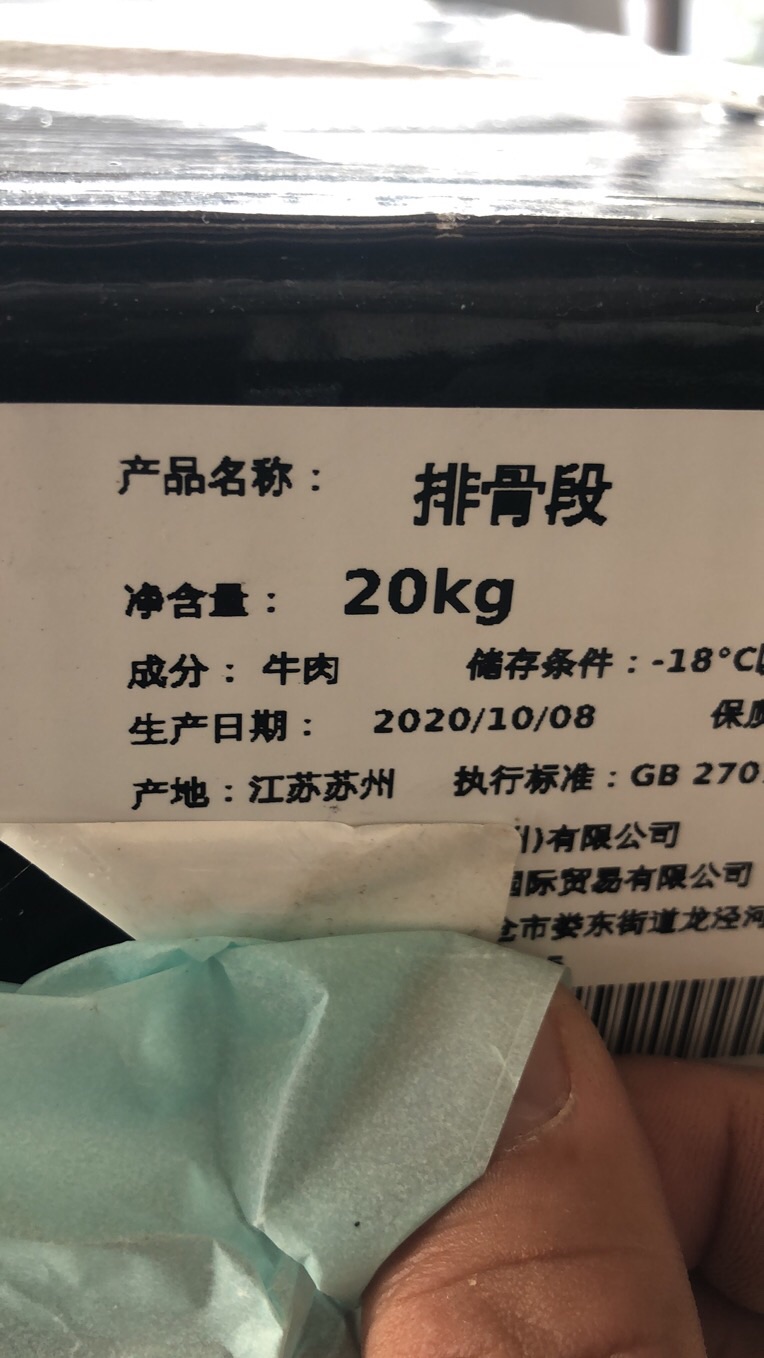 产品名称： 排骨段
净含量： 20kg
成分： 牛肉 储存条件：-18°C
生产日期： 2020/10/08 保质
产地：江苏苏州 执行标准：GB 270
)有限公司
国际贸易有限公司
仓市娄东街道龙泾河